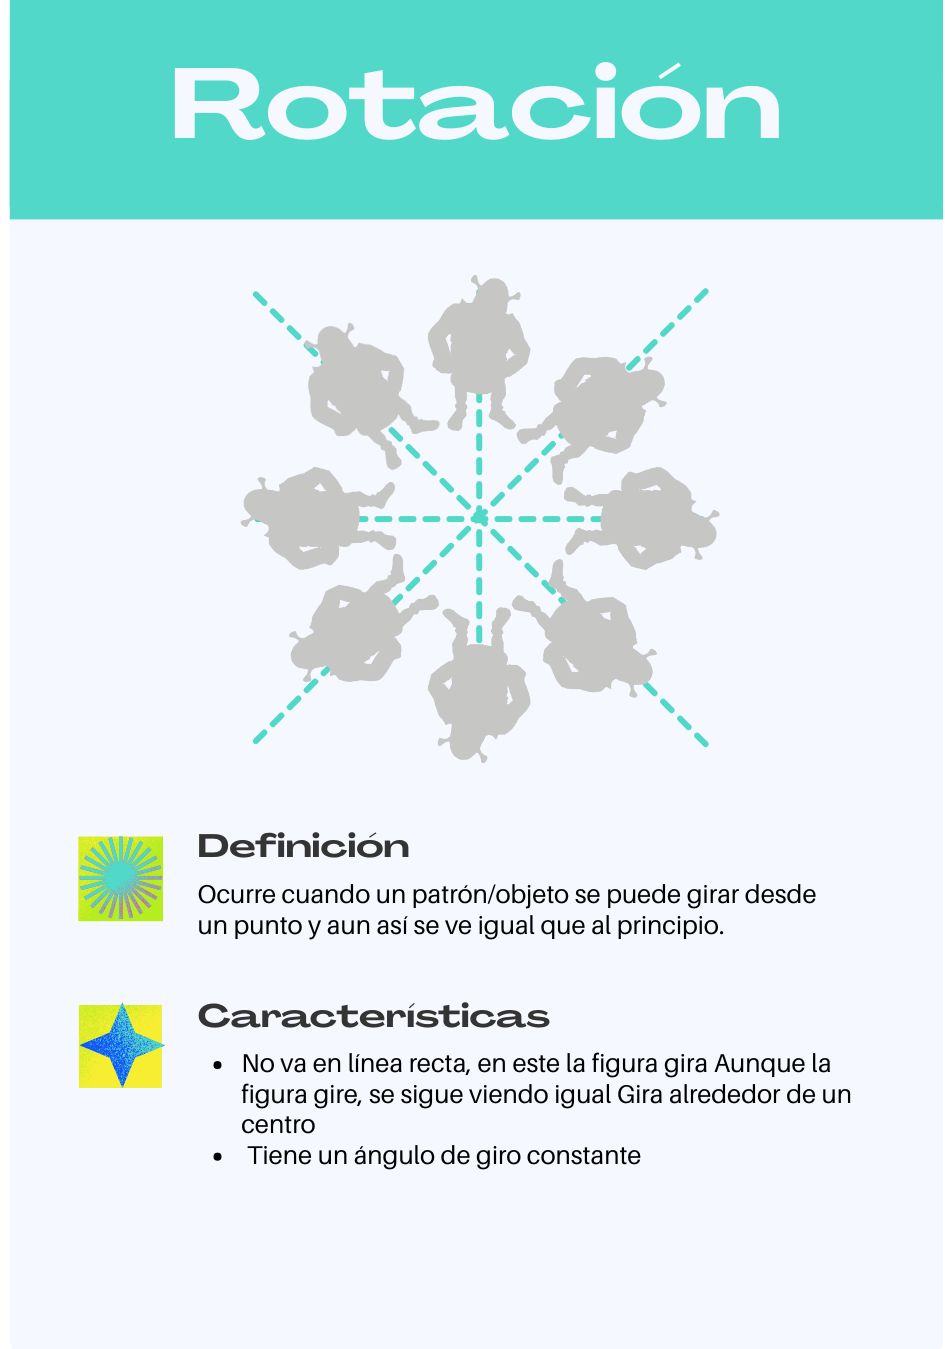 Rotación
Definición
Ocurre cuando un patrón/objeto se puede girar desde
un punto y aun así se ve igual que al principio.
Características
• No va en línea recta, en este la figura gira Aunque la
figura gire, se sigue viendo igual Gira alrededor de un
centro
• Tiene un ángulo de giro constante